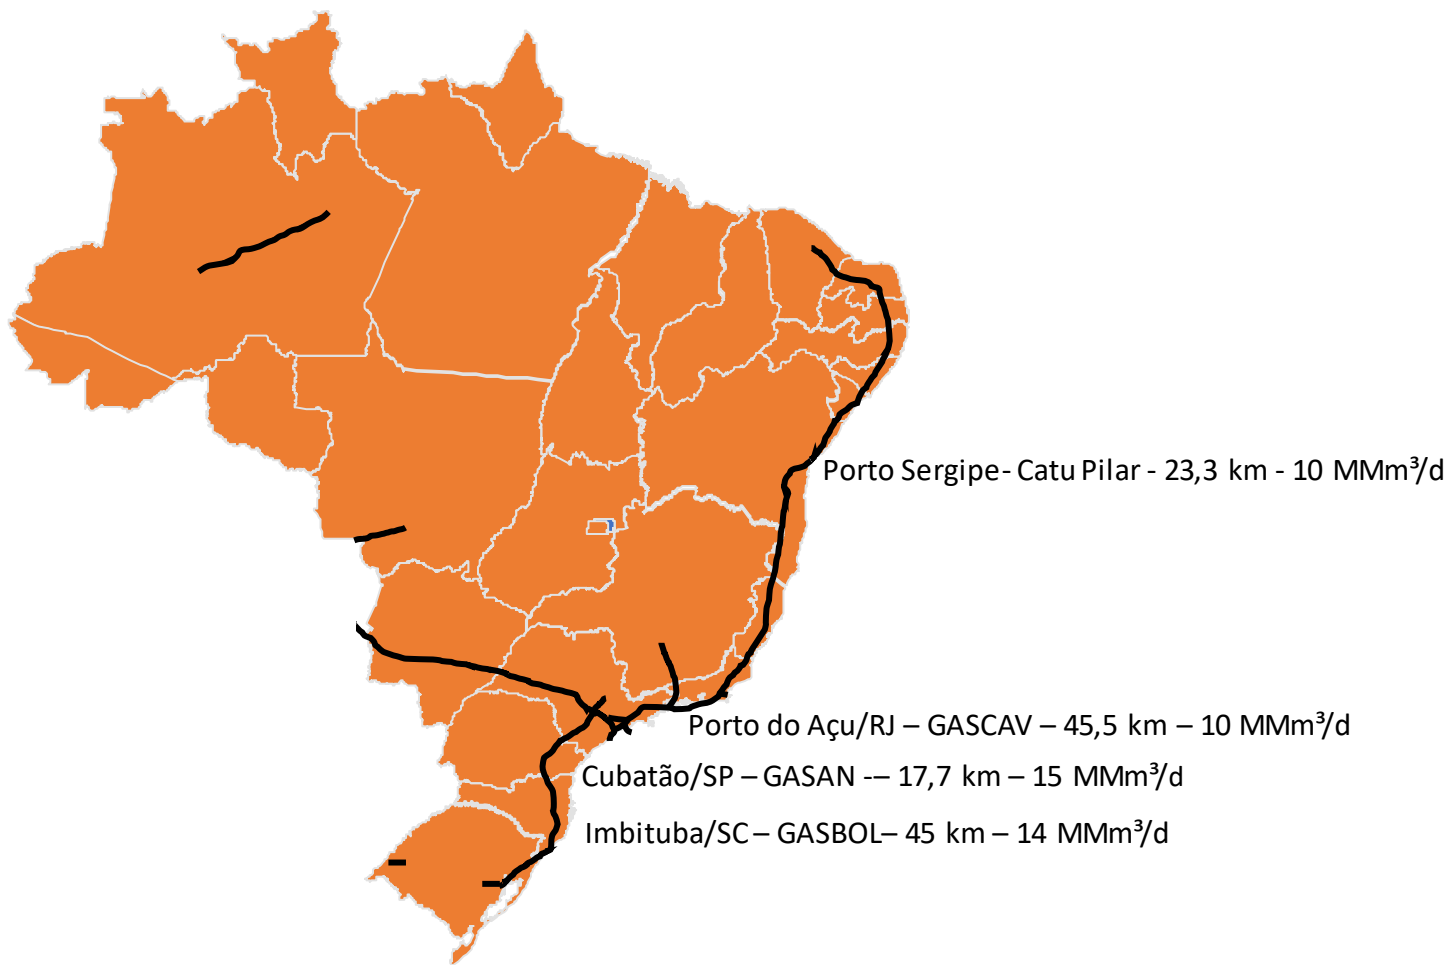 Porto Sergipe- Catu Pilar - 23,3 km - 10 MMm³/d
Porto do Açu/RJ – GASCAV – 45,5 km – 10 MMm³/d
Cubatão/SP – GASAN -– 17,7 km – 15 MMm³/d
Imbituba/SC – GASBOL– 45 km – 14 MMm³/d